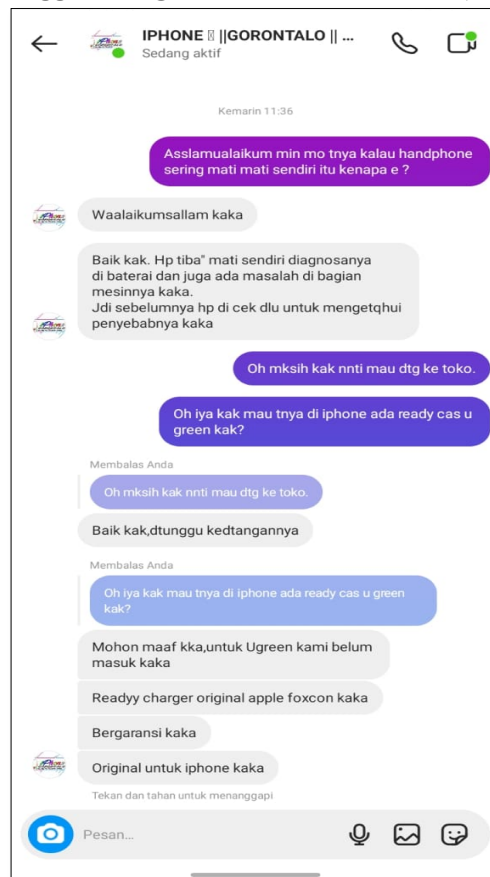 IPHONE ▯ ||GORONTALO || ...
Sedang aktif
Kemarin 11:36
Asslamualaikum min mo tnya kalau handphone
sering mati mati sendiri itu kenapa e ?
Waalaikumsallam kaka
Baik kak. Hp tiba" mati sendiri diagnosanya
di baterai dan juga ada masalah di bagian
mesinnya kaka.
Jdi sebelumnya hp di cek dlu untuk mengetqhui
penyebabnya kaka
Oh mksih kak nnti mau dtg ke toko.
Oh iya kak mau tnya di iphone ada ready cas u
green kak?
Membalas Anda
Oh mksih kak nnti mau dtg ke toko.
Baik kak,dtunggu kedtangannya
Membalas Anda
Oh iya kak mau tnya di iphone ada ready cas u green
kak?
Mohon maaf kka,untuk Ugreen kami belum
masuk kaka
Readyy charger original apple foxcon kaka
Bergaransi kaka
Original untuk iphone kaka
Tekan dan tahan untuk menanggapi
Pesan...